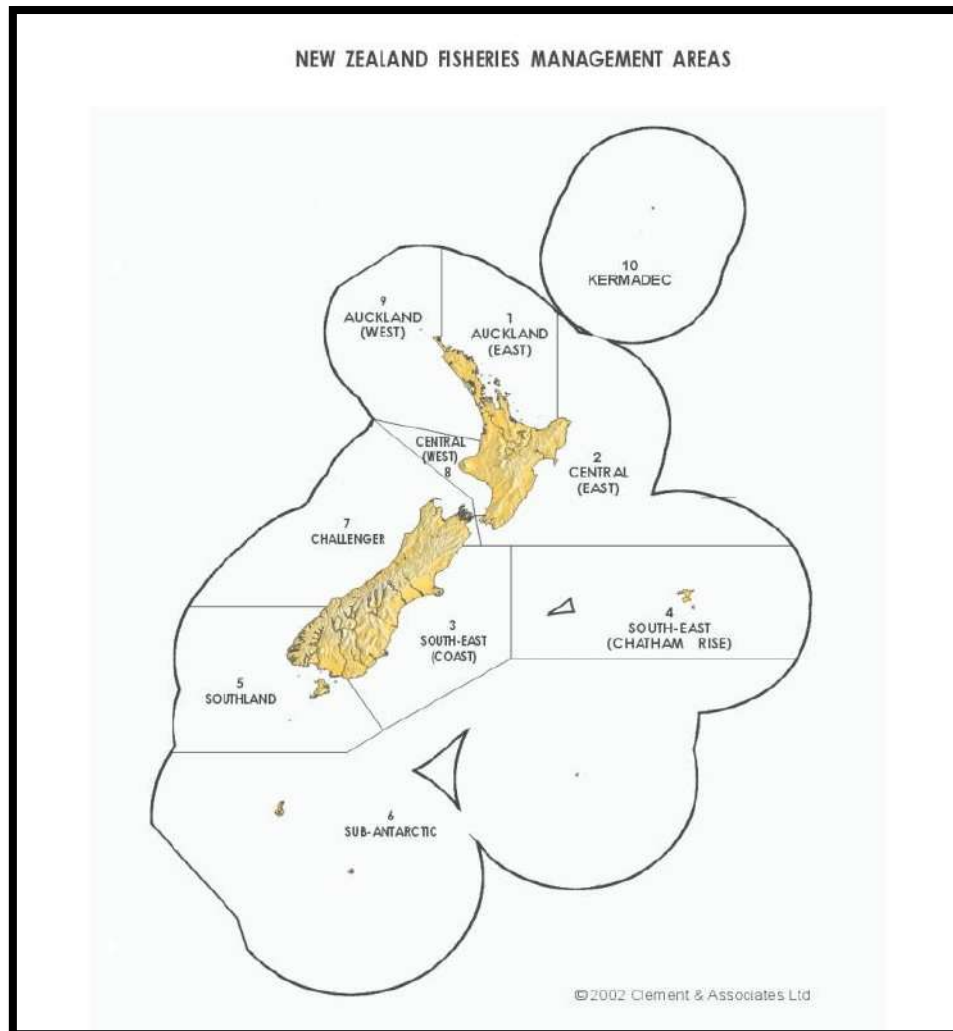 NEW ZEALAND FISHERIES MANAGEMENT AREAS
10
KERMADEC
9
AUCKLAND
(WEST)
1
AUCKLAND
(EAST)
CENTRAL
(WEST)
8
2
CENTRAL
(EAST)
7
CHALLENGER
3
SOUTH-EAST
(COAST)
4
SOUTH-EAST
(CHATHAM RISE)
5
SOUTHLAND
6
SUB-ANTARCTIC
©2002 Clement & Associates Ltd